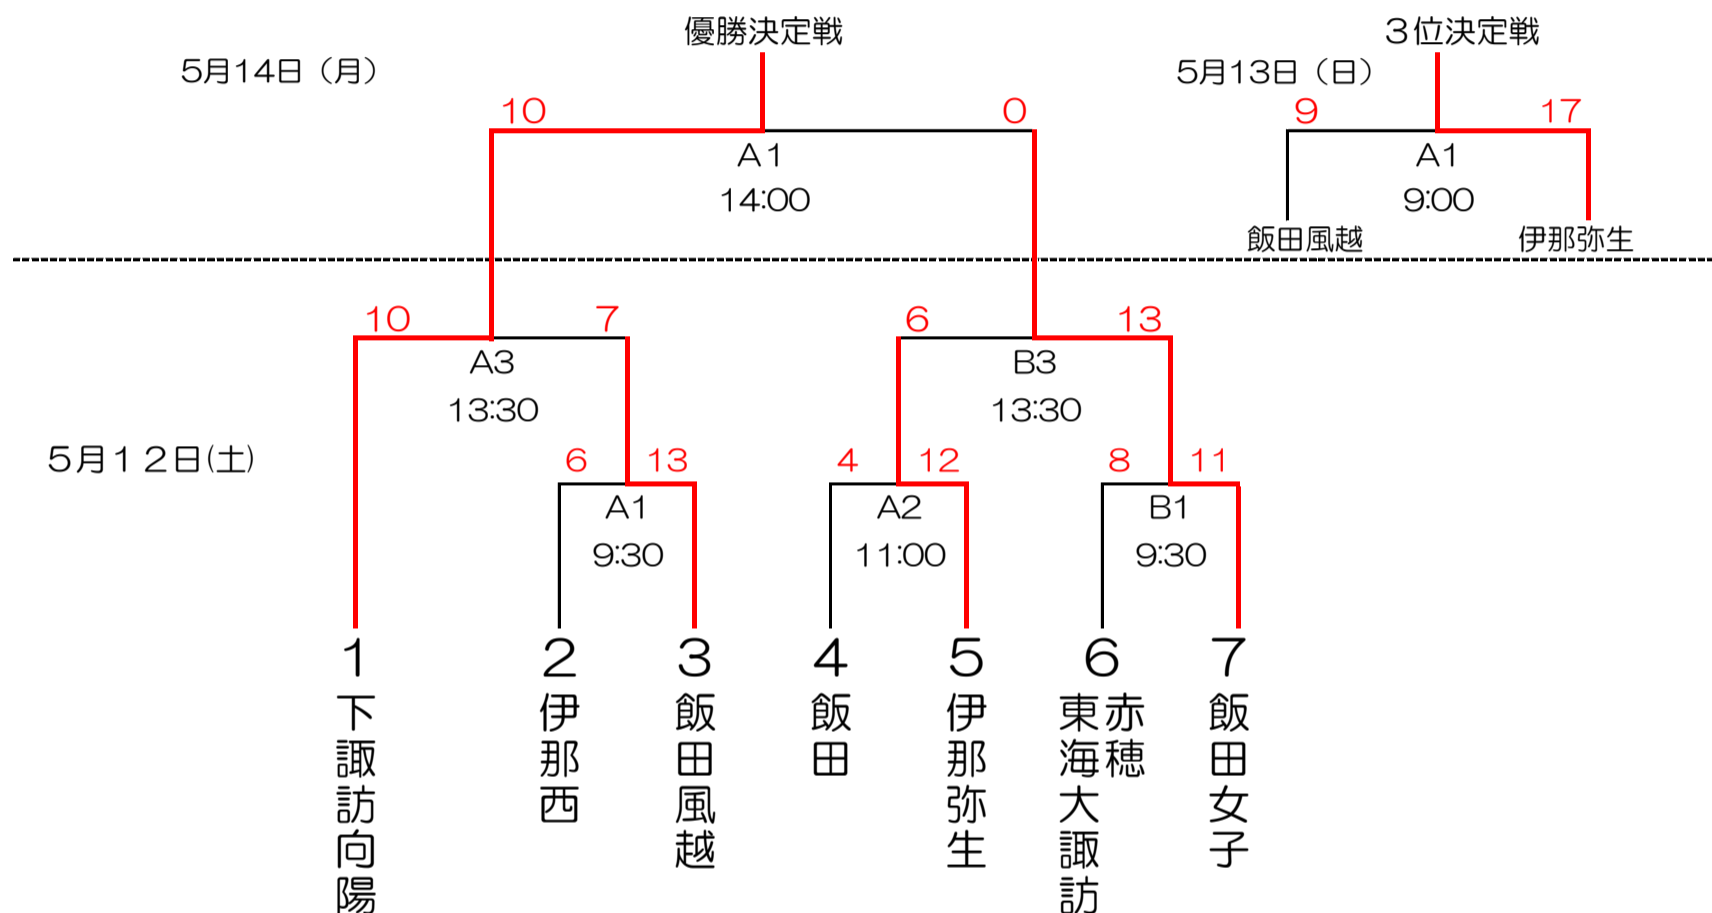 優勝決定戦
３位決定戦
5月14日（月）
5月13日（日）
10
0
9
17
A１
14:00
A1
9:00
飯田風越
伊那弥生
10
7
6
13
A3
13:30
B3
13:30
５月１２日(土)
6
13
4
12
8
11
A1
9:30
A2
11:00
B1
9:30
1
2
3
4
5
6
7
下諏訪向陽
伊那西
飯田風越
飯田
伊那弥生
赤穂
東海大諏訪
飯田女子